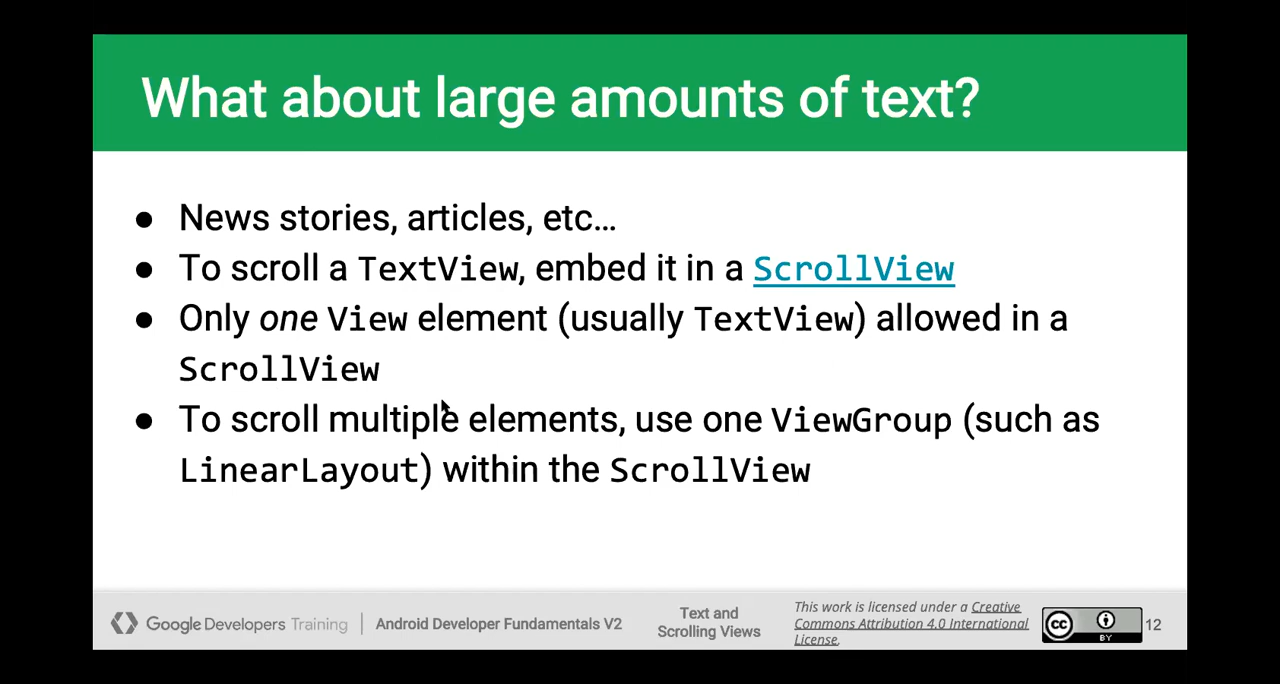 What about large amounts of text?
● News stories, articles, etc…
● To scroll a TextView, embed it in a ScrollView
● Only one View element (usually TextView) allowed in a
ScrollView
● To scroll multiple elements, use one ViewGroup (such as
LinearLayout) within the ScrollView
Google Developers Training
Android Developer Fundamentals V2
Text and
Scrolling Views
This work is licensed under a Creative
Commons Attribution 4.0 International
License.
cc
BY
12